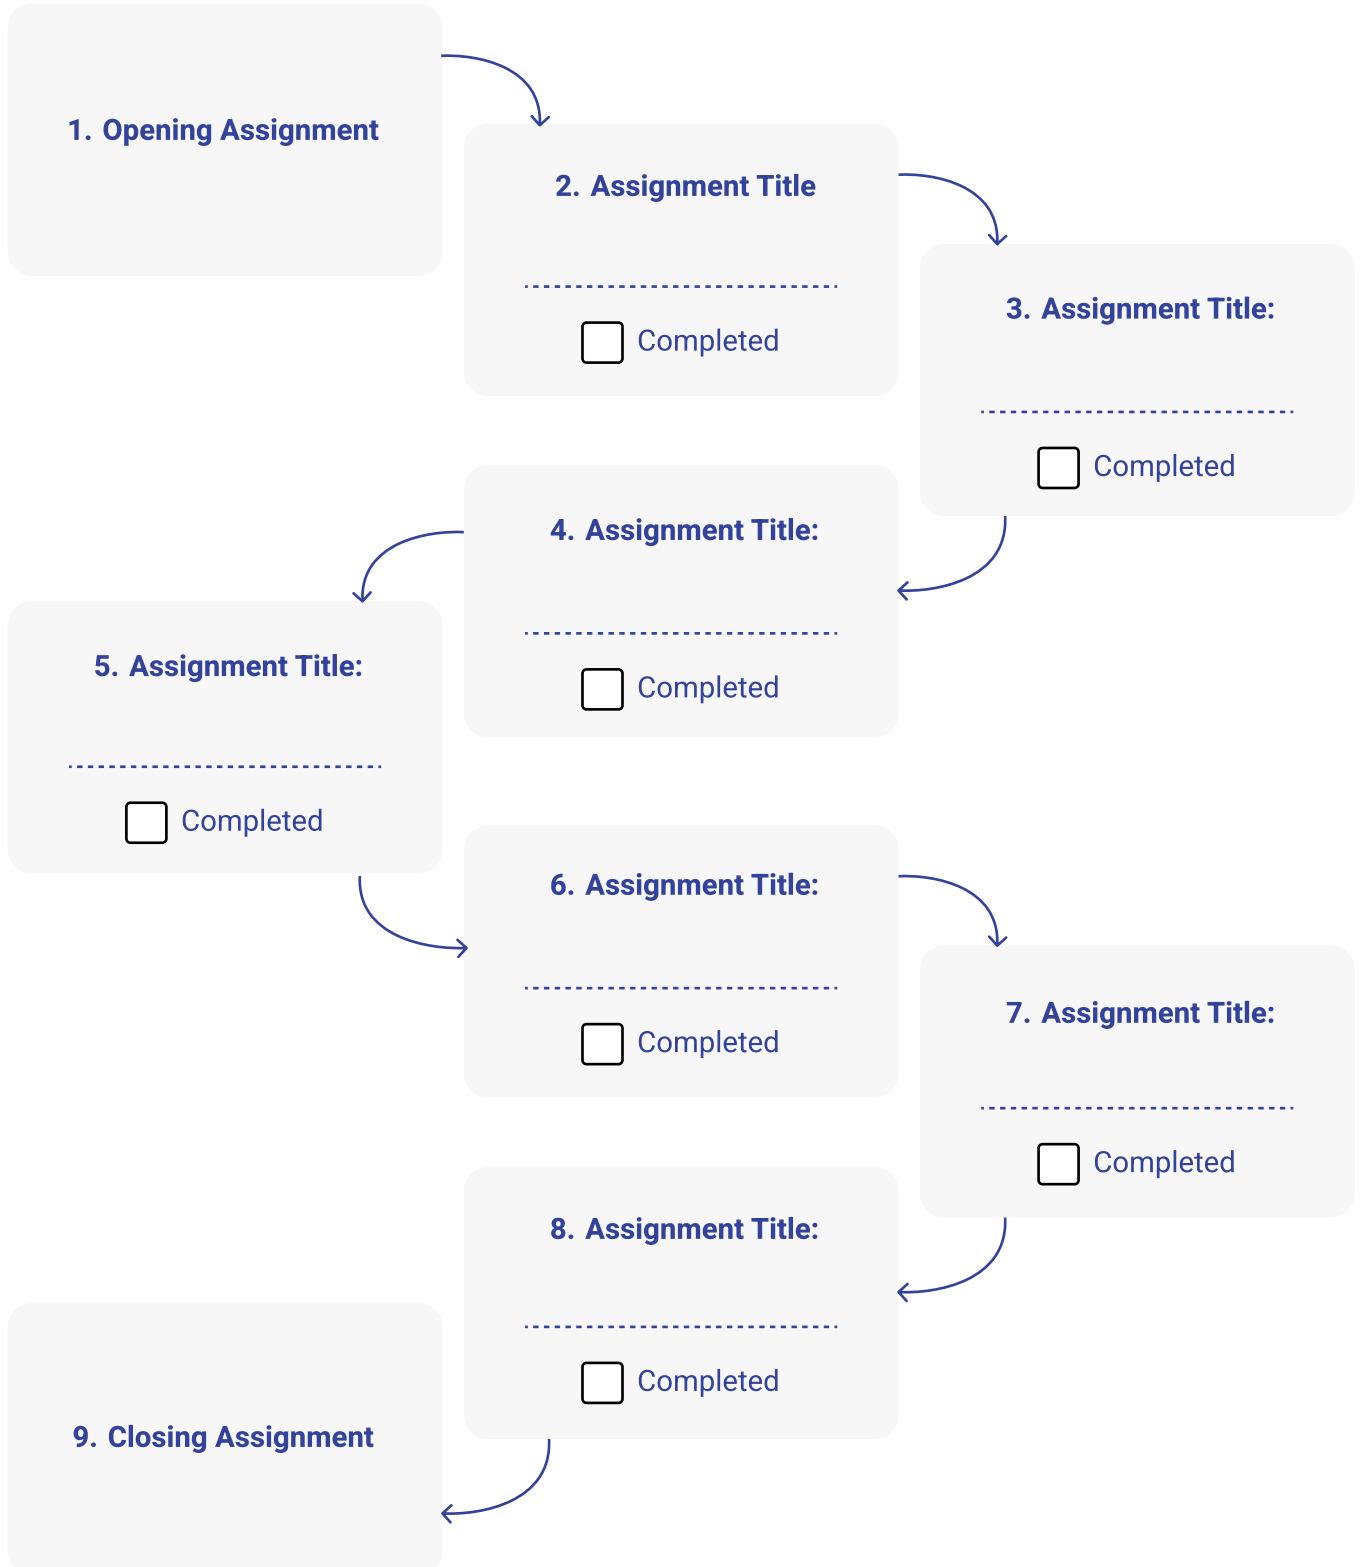 1. Opening Assignment
2. Assignment Title
Completed
3. Assignment Title:
Completed
4. Assignment Title:
Completed
5. Assignment Title:
Completed
6. Assignment Title:
Completed
7. Assignment Title:
Completed
8. Assignment Title:
Completed
9. Closing Assignment